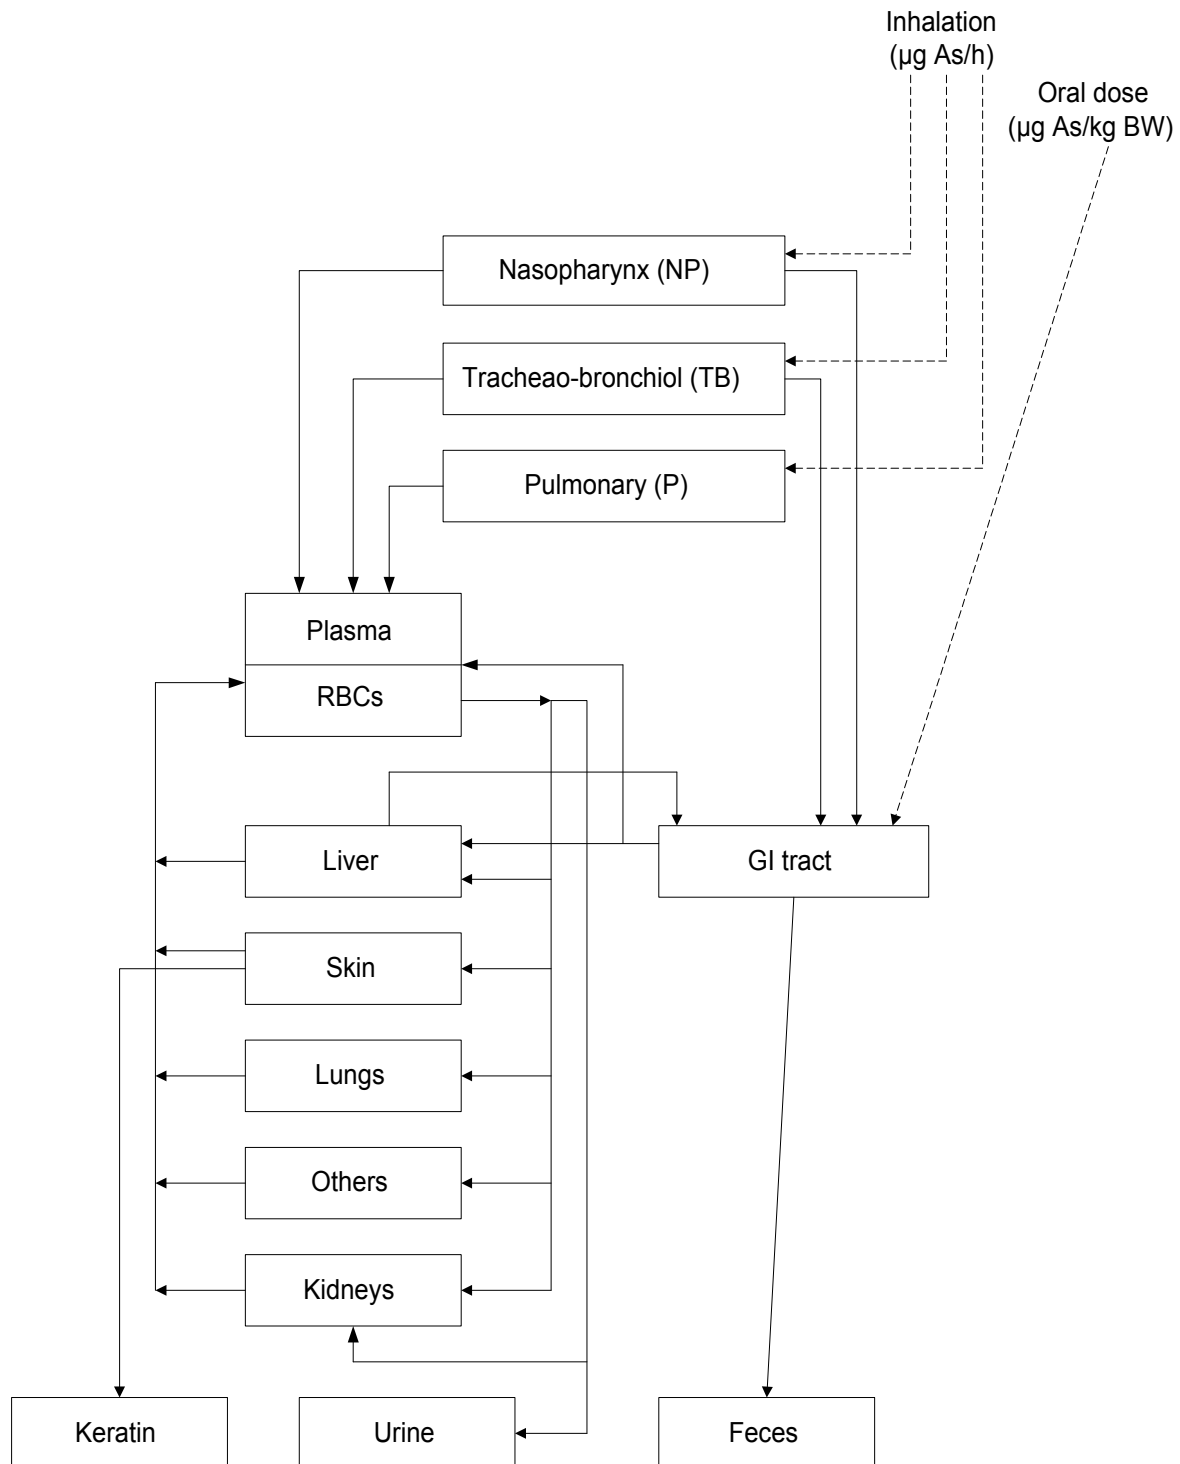 Inhalation
(µg As/h)
Oral dose
(µg As/kg BW)
Nasopharynx (NP)
Tracheao-bronchiol (TB)
Pulmonary (P)
Plasma
RBCs
Liver
GI tract
Skin
Lungs
Others
Kidneys
Keratin
Urine
Feces